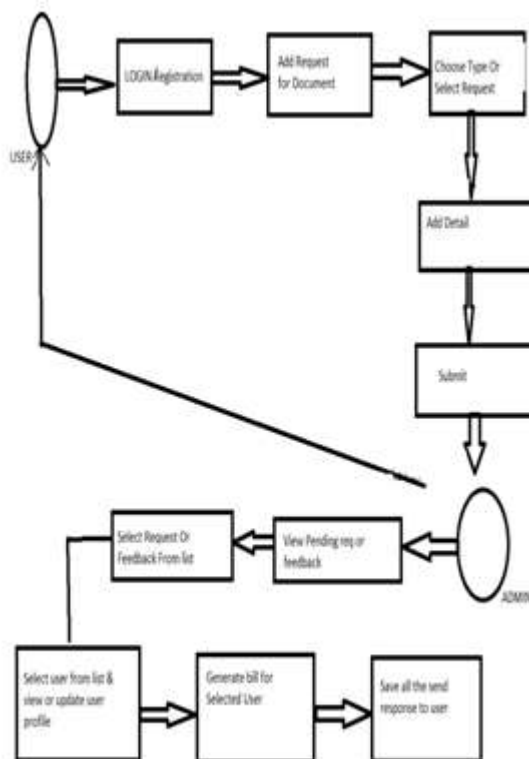 LOGIN Registration
Add Request
for Document
Choose Type Or
Select Request
USER
Add Detail
Submit
Select Request Or
Feedback From list
View Pending req or
feedback
ADMIN
Select user from list &
view or update user
profile
Generate bill for
Selected User
Save all the send
response to user